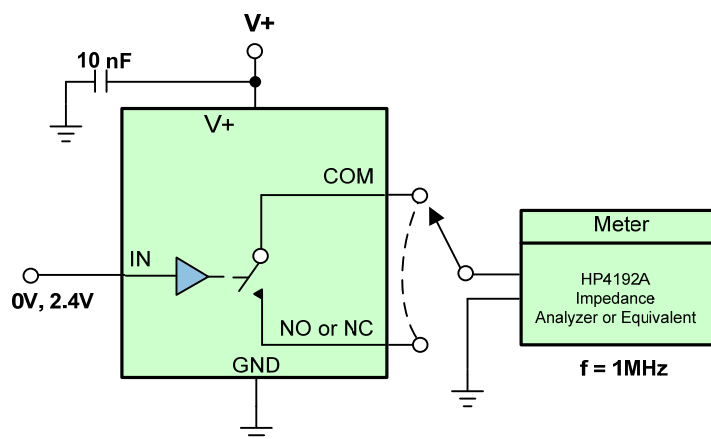 V+
10 nF
V+
COM
IN
0V, 2.4V
NO or NC
GND
Meter
HP4192A
Impedance
Analyzer or Equivalent
f = 1MHz